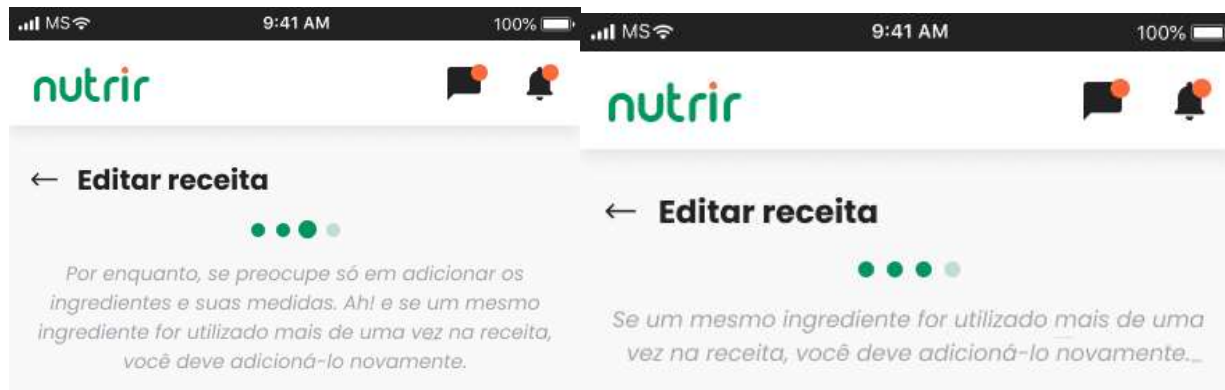 MS 9:41 AM 100%
nutrir
← Editar receita
Por enquanto, se preocupe só em adicionar os
ingredientes e suas medidas. Ah! e se um mesmo
ingrediente for utilizado mais de uma vez na receita,
você deve adicioná-lo novamente.
MS 9:41 AM 100%
nutrir
← Editar receita
Se um mesmo ingrediente for utilizado mais de uma
vez na receita, você deve adicioná-lo novamente._